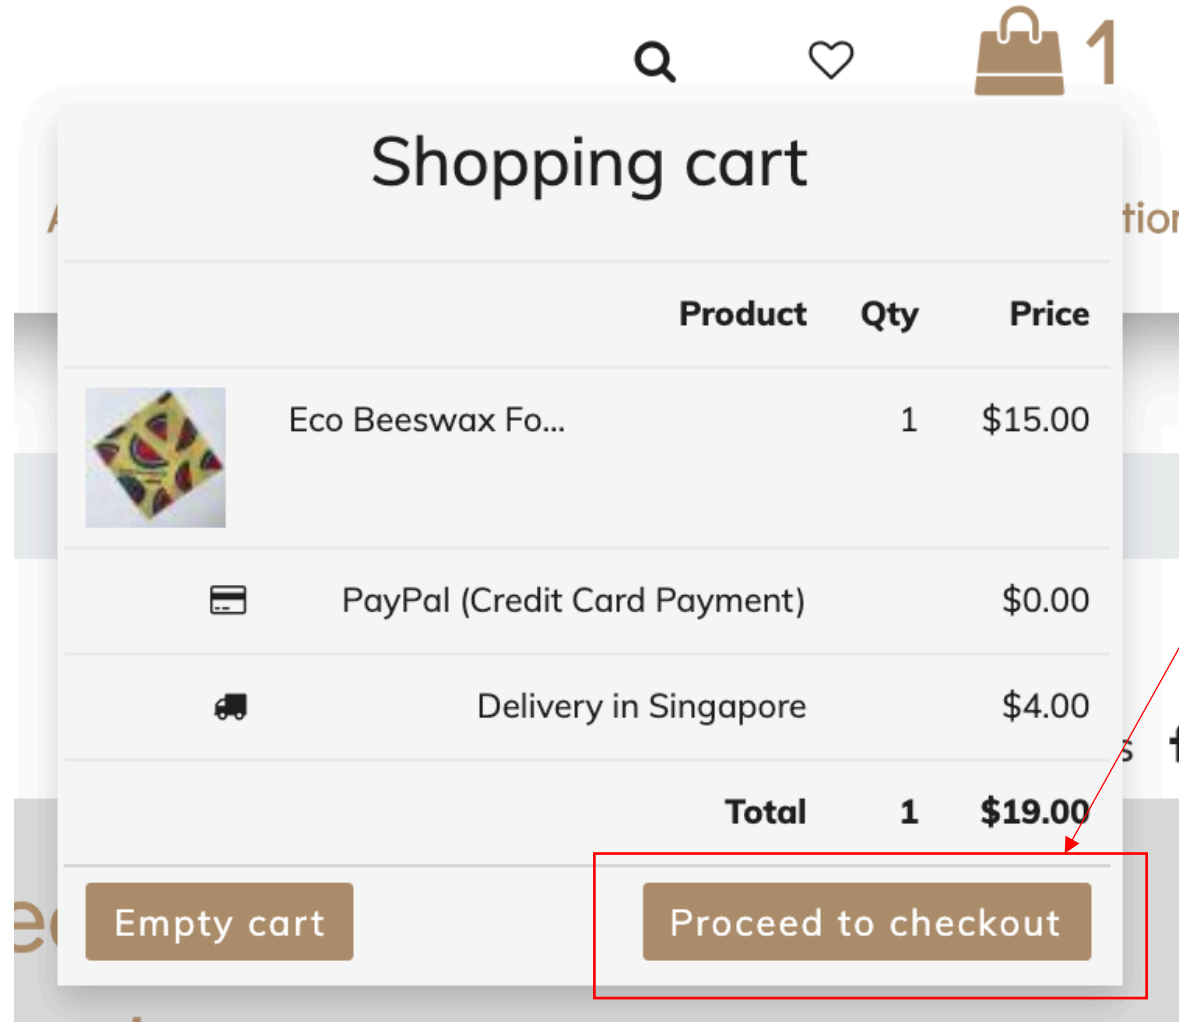 1
Shopping cart
Product Qty Price
Eco Beeswax Fo... 1 $15.00
PayPal (Credit Card Payment) $0.00
Delivery in Singapore $4.00
Total 1 $19.00
Empty cart Proceed to checkout